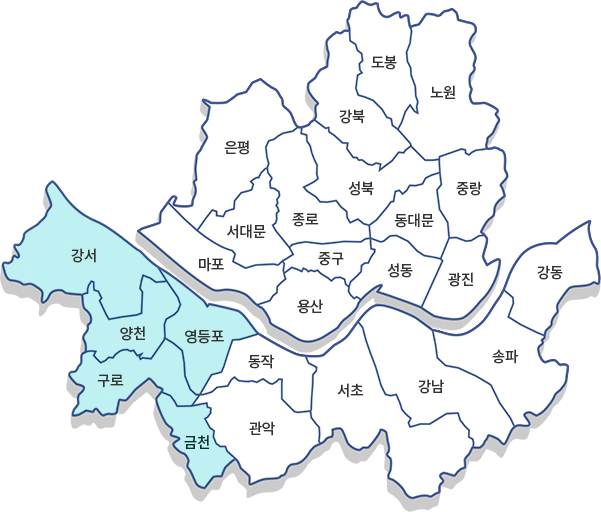 도봉
노원
강북
은평
성북
중랑
서대문
종로
동대문
강서
마포
중구
성동
광진
강동
용산
양천
영등포
동작
송파
구로
서초
강남
관악
금천